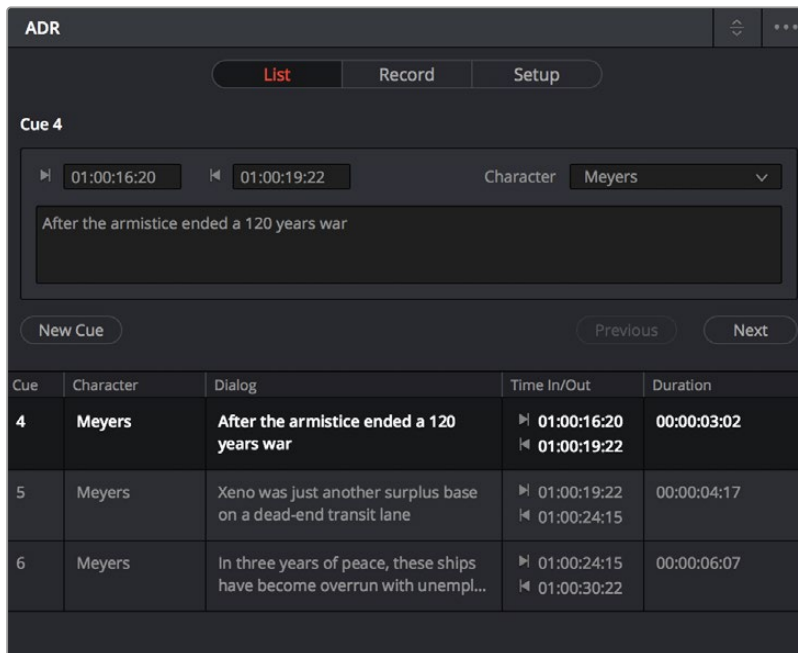 ADR
List Record Setup
Cue 4
01:00:16:20 01:00:19:22 Character Meyers
After the armistice ended a 120 years war
New Cue Previous Next
Cue Character Dialog Time In/Out Duration
4 Meyers After the armistice ended a 120 01:00:16:20 00:00:03:02
years war 01:00:19:22
5 Meyers Xeno was just another surplus base 01:00:19:22 00:00:04:17
on a dead-end transit lane 01:00:24:15
6 Meyers In three years of peace, these ships 01:00:24:15 00:00:06:07
have become overrun with unempl... 01:00:30:22